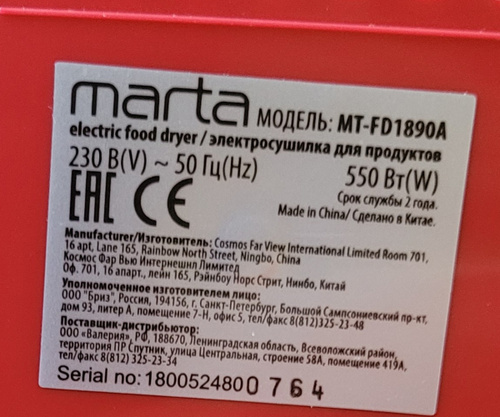 marta МОДЕЛЬ: MT-FD1890A
electric food dryer / электросушилка для продуктов
230 В(V) ~ 50 Гц(Hz) 550 Вт(W)
EAC CE Срок службы 2 года.
Made in China/ Сделано в Китае.
Manufacturer/Изготовитель: Cosmos Far View International Limited Room 701,
16 apt, Lane 165, Rainbow North Street, Ningbo, China
Космос Фар Вью Интернешнл Лимитед
Оф. 701, 16 апарт., лейн 165, Рэйнбоу Норс Стрит, Нинбо, Китай
Уполномоченное изготовителем лицо:
ООО "Бриз", Россия, 194156, г. Санкт-Петербург, Большой Сампсониевский пр-кт,
дом 93, литер А, помещение 7-Н, офис 5, тел/факс 8(812)325-23-48
Поставщик-дистрибьютор:
ООО «Валерия», РФ, 188670, Ленинградская область, Всеволожский район,
территория ПР Спутник, улица Центральная, строение 58А, помещение 419А,
тел/факс 8(812) 325-23-34
Serial no: 1800524800764